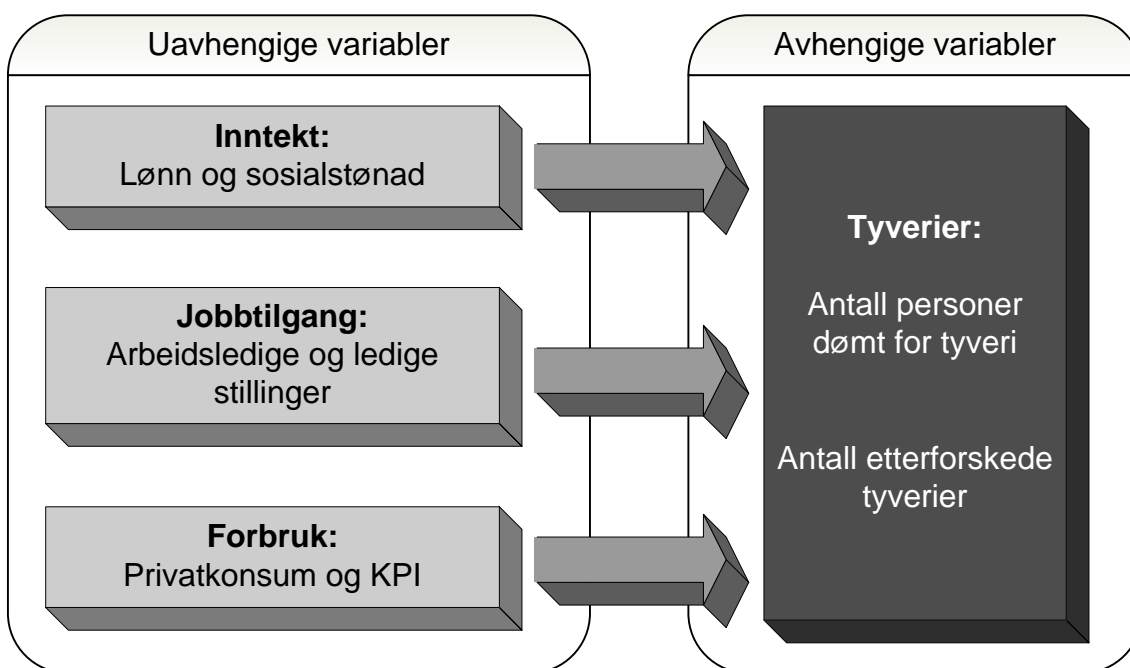 Uavhengige variabler
Inntekt:
Lønn og sosialstønad
Jobbtilgang:
Arbeidsledige og ledige
stillinger
Forbruk:
Privatkonsum og KPI
Avhengige variabler
Tyverier:
Antall personer
dømt for tyveri
Antall etterforskede
tyverier